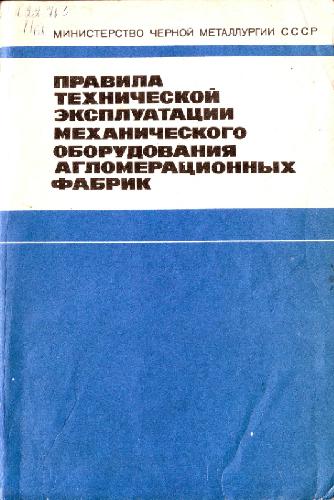 МИНИСТЕРСТВО ЧЕРНОЙ МЕТАЛЛУРГИИ СССР
ПРАВИЛА
ТЕХНИЧЕСКОЙ
ЭКСПЛУАТАЦИИ
МЕХАНИЧЕСКОГО
ОБОРУДОВАНИЯ
АГЛОМЕРАЦИОННЫХ
ФАБРИК